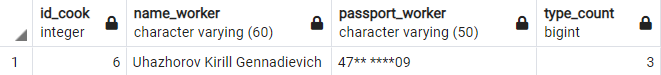 id_cook name_worker passport_worker type_count
integer character varying (60) character varying (50) bigint
1 6 Uhazhorov Kirill Gennadievich 47** ****09 3